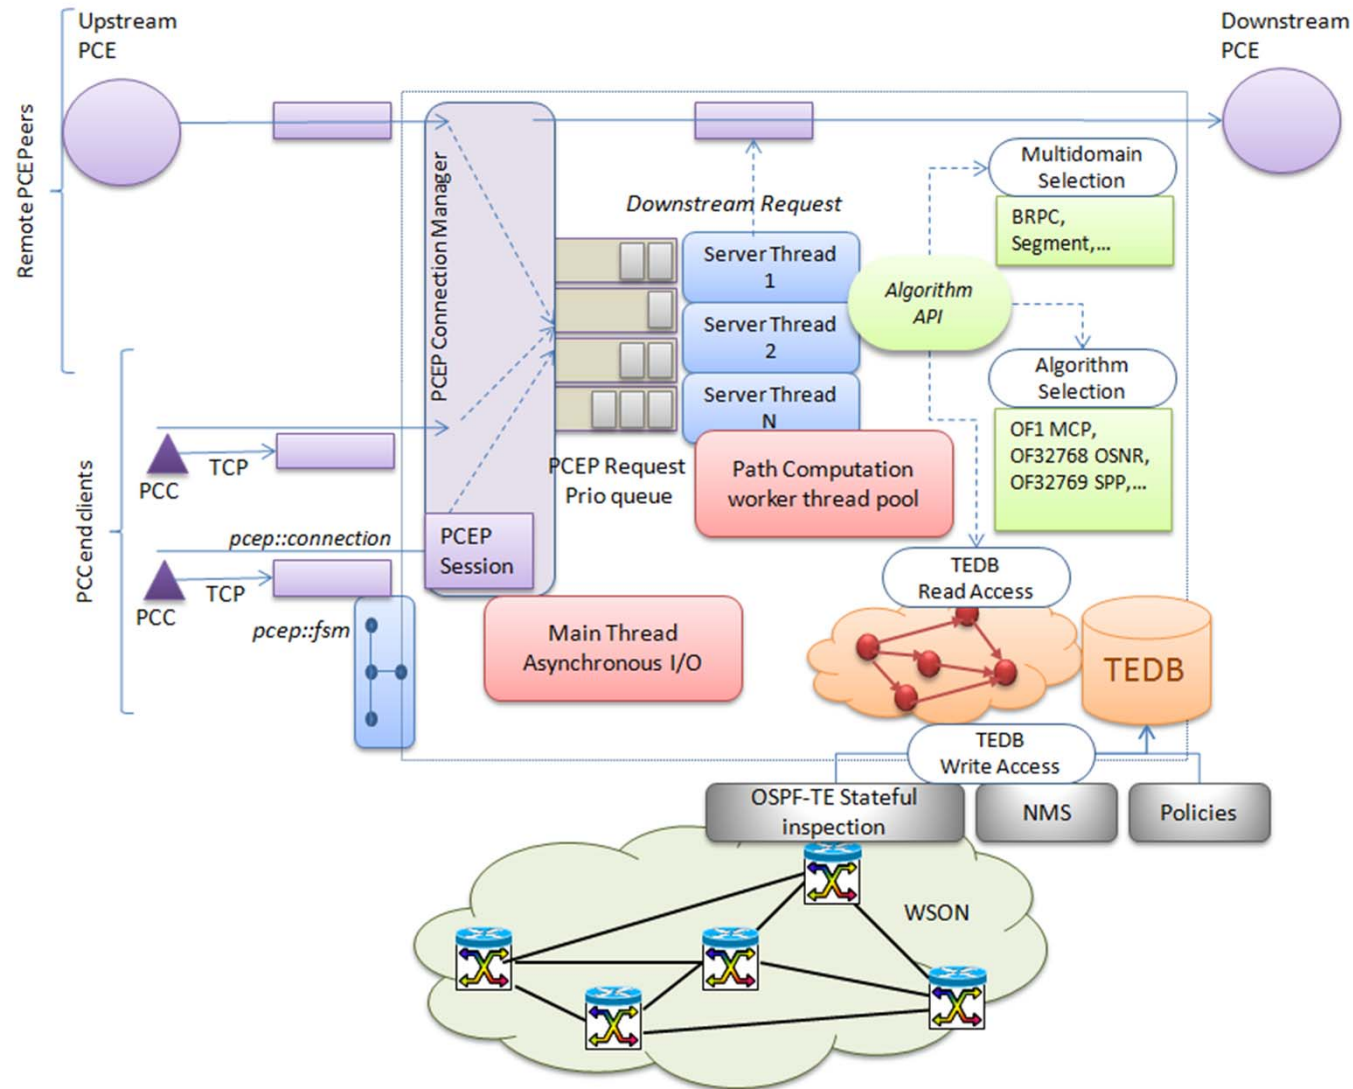 Upstream
PCE
Downstream
PCE
Remote PCE Peers
PCEP Connection Manager
Multidomain
Selection
BRPC,
Segment,...
Downstream Request
Server Thread
1
Server Thread
2
Server Thread
N
Algorithm
API
Algorithm
Selection
OF1 MCP,
OF32768 OSNR,
OF32769 SPP,...
PCC end clients
TCP
PCC
PCEP Request
Prio queue
Path Computation
worker thread pool
pcep::connection
PCEP
Session
TCP
PCC
pcep::fsm
Main Thread
Asynchronous I/O
TEDB
Read Access
TEDB
TEDB
Write Access
OSPF-TE Stateful
inspection
NMS
Policies
WSON